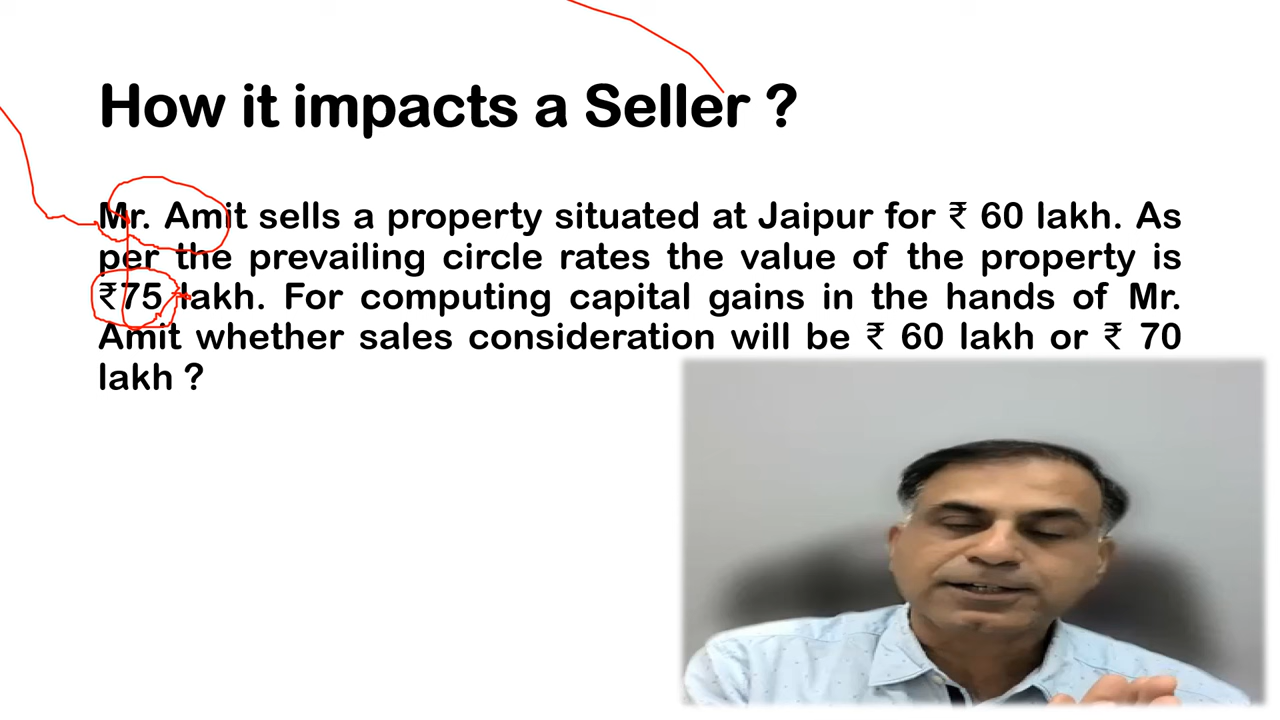 How it impacts a Seller ?
Mr. Amit sells a property situated at Jaipur for ₹ 60 lakh. As
per the prevailing circle rates the value of the property is
₹75 lakh. For computing capital gains in the hands of Mr.
Amit whether sales consideration will be ₹ 60 lakh or ₹ 70
lakh ?